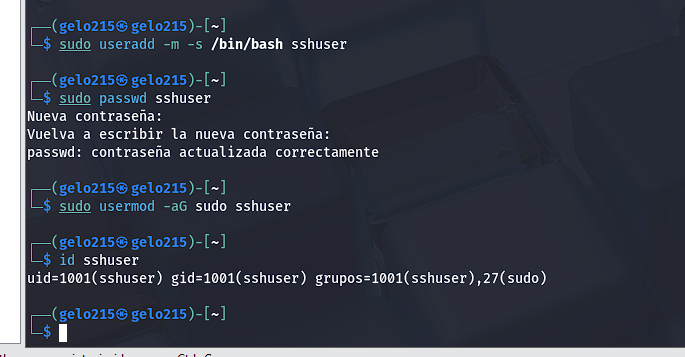 (gelo215㉿gelo215)-[~]
$ sudo useradd -m -s /bin/bash sshuser
(gelo215㉿gelo215)-[~]
$ sudo passwd sshuser
Nueva contraseña:
Vuelva a escribir la nueva contraseña:
passwd: contraseña actualizada correctamente
(gelo215㉿gelo215)-[~]
$ sudo usermod -aG sudo sshuser
(gelo215㉿gelo215)-[~]
$ id sshuser
uid=1001(sshuser) gid=1001(sshuser) grupos=1001(sshuser),27(sudo)
(gelo215㉿gelo215)-[~]
$